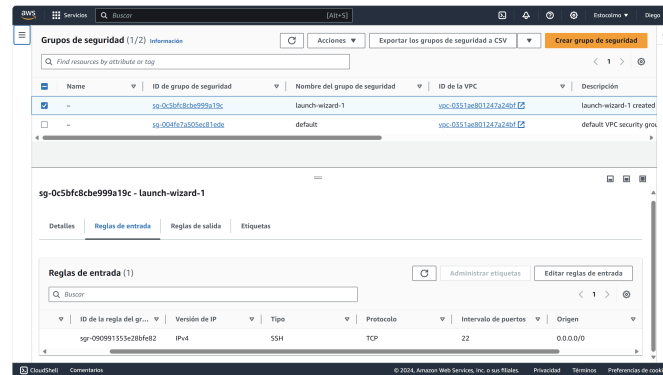 aws Servicios Buscar [Alt+S] Estocolmo ▼ Diego
Grupos de seguridad (1/2) Información Acciones ▼ Exportar los grupos de seguridad a CSV ▼ Crear grupo de seguridad
Find resources by attribute or tag < 1 >
Name ID de grupo de seguridad Nombre del grupo de seguridad ID de la VPC Descripción
– sg-0c5bfc8cbe999a19c launch-wizard-1 vpc-0351ae801247a24bf launch-wizard-1 created
– sg-004fe7a505ec81ede default vpc-0351ae801247a24bf default VPC security grou
sg-0c5bfc8cbe999a19c - launch-wizard-1
Detalles Reglas de entrada Reglas de salida Etiquetas
Reglas de entrada (1) Administrar etiquetas Editar reglas de entrada
Buscar < 1 >
ID de la regla del gr... Versión de IP Tipo Protocolo Intervalo de puertos Origen
sgr-090991353e28bfe82 IPv4 SSH TCP 22 0.0.0.0/0
CloudShell Comentarios © 2024, Amazon Web Services, Inc. o sus filiales. Privacidad Términos Preferencias de cooki